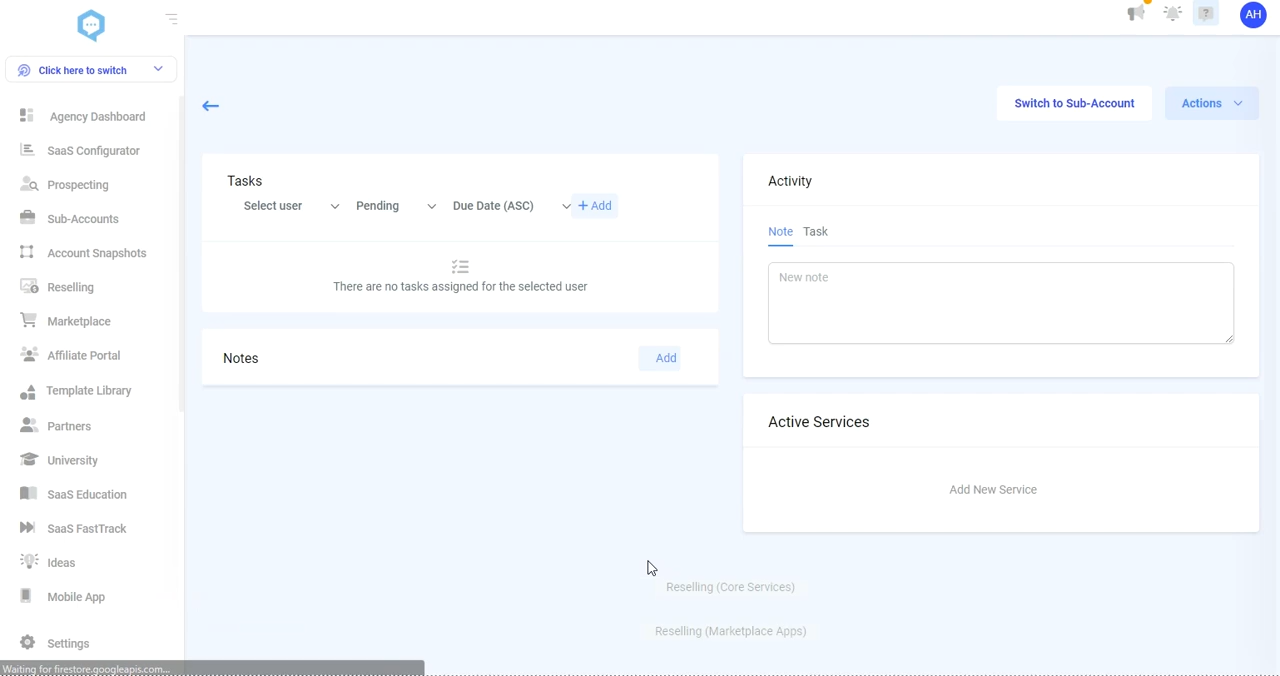 AH
Click here to switch
Agency Dashboard
SaaS Configurator
Prospecting
Sub-Accounts
Account Snapshots
Reselling
Marketplace
Affiliate Portal
Template Library
Partners
University
SaaS Education
SaaS FastTrack
Ideas
Mobile App
Settings
Waiting for firestore.googleapis.com...
Switch to Sub-Account
Actions
Tasks
Select user
Pending
Due Date (ASC)
+ Add
There are no tasks assigned for the selected user
Notes
Add
Activity
Note Task
New note
Active Services
Add New Service
Reselling (Core Services)
Reselling (Marketplace Apps)